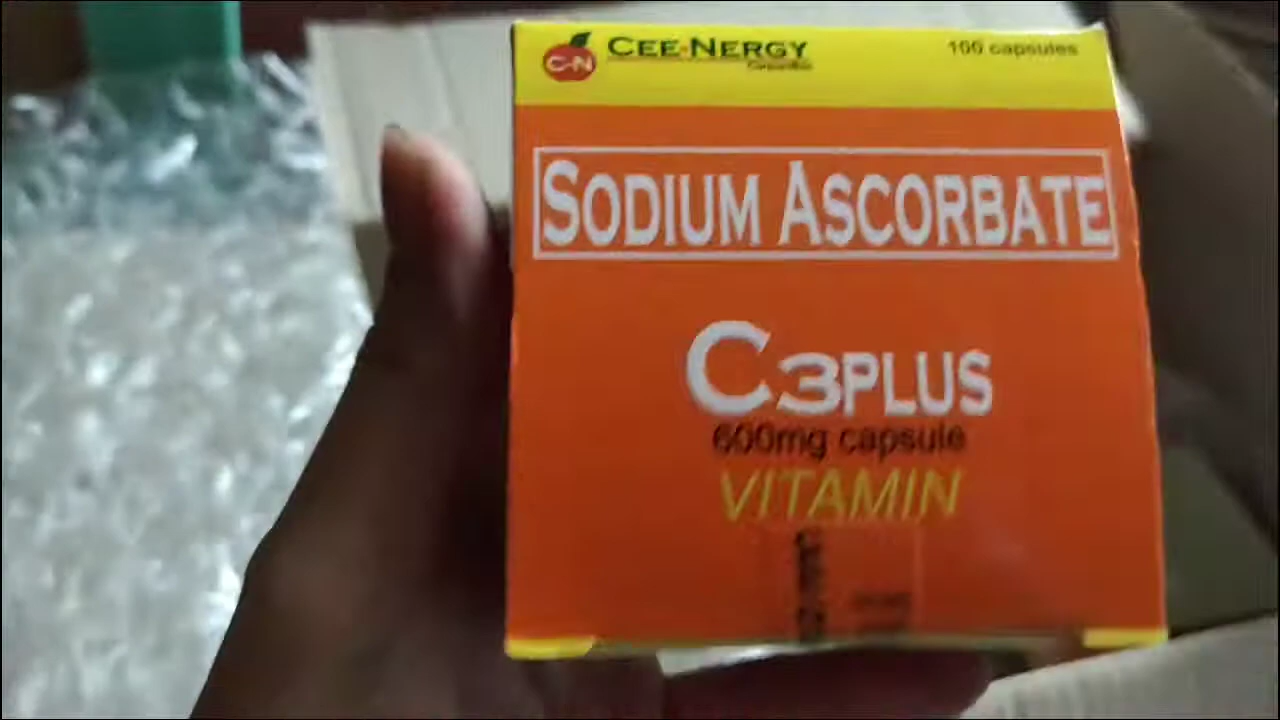 C-N CEE-NERGY 100 capsules
SODIUM ASCORBATE
C3PLUS
600mg capsule
VITAMIN